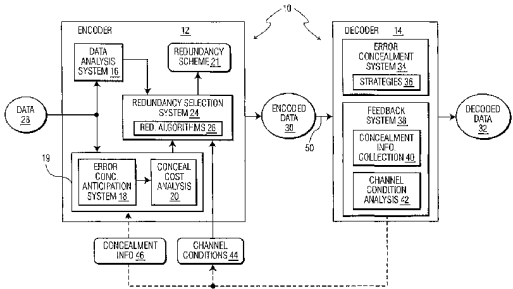 10
ENCODER 12
DATA
ANALYSIS
SYSTEM 16
REDUNDANCY
SCHEME 21
REDUNDANCY SELECTION
SYSTEM 24
RED. ALGORITHMS 26
DATA
28
19
ERROR
CONC.
ANTICIPATION
SYSTEM 18
CONCEAL
COST
ANALYSIS
20
CONCEALMENT
INFO 46
CHANNEL
CONDITIONS 44
ENCODED
DATA
30
50
DECODER 14
ERROR
CONCEALMENT
SYSTEM 34
STRATEGIES 36
FEEDBACK
SYSTEM 38
CONCEALMENT
INFO.
COLLECTION 40
CHANNEL
CONDITION
ANALYSIS 42
DECODED DATA
32